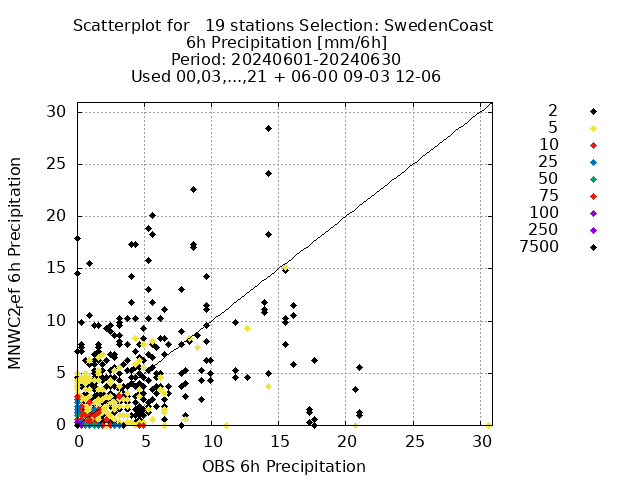 Scatterplot for   19 stations Selection: SwedenCoast
6h Precipitation [mm/6h]
Period: 20240601-20240630
Used 00,03,...,21 + 06-00 09-03 12-06
MNWC2ref 6h Precipitation
30
25
20
15
10
5
0
0 5 10 15 20 25 30
OBS 6h Precipitation
2
5
10
25
50
75
100
250
7500